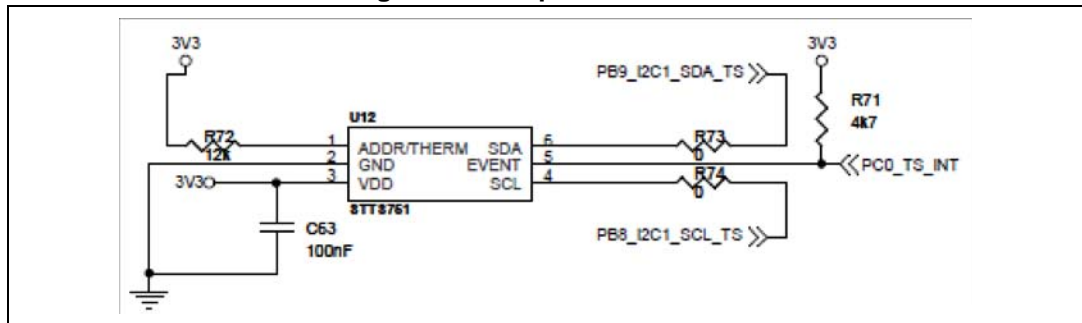 3V3
3V3
PB9_I2C1_SDA_TS
R71
4k7
U12
R72
12k
1
ADDR/THERM
SDA
6
R73
0
2
GND
EVENT
5
PC0_TS_INT
3V3
3
VDD
SCL
4
R74
0
STTS751
C63
100nF
PB8_I2C1_SCL_TS